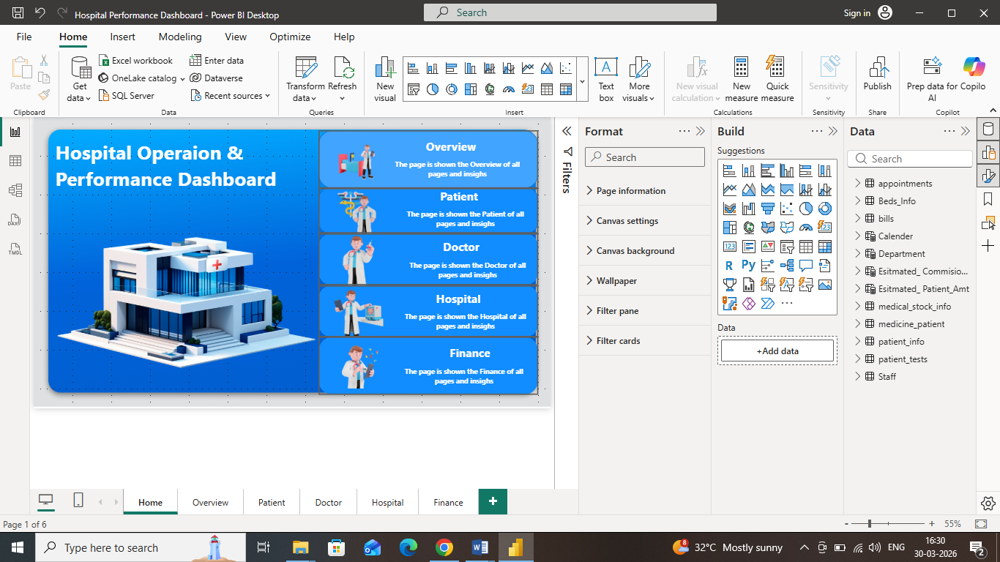 Hospital Performance Dashboard - Power BI Desktop
Search
Sign in
File
Home
Insert
Modeling
View
Optimize
Help
Paste
Clipboard
Get data
Excel workbook
OneLake catalog
SQL Server
Enter data
Dataverse
Recent sources
Data
Transform data
Refresh
Queries
New visual
Text box
More visuals
Insert
New visual calculation
New measure
Quick measure
Calculations
Sensitivity
Sensitivity
Publish
Share
Prep data for AI
Copilo
Copilot
Hospital Operaion &
Performance Dashboard
Overview
The page is shown the Overview of all
pages and insighs
Patient
The page is shown the Patient of all
pages and insighs
Doctor
The page is shown the Doctor of all
pages and insighs
Hospital
The page is shown the Hospital of all
pages and insighs
Finance
The page is shown the Finance of all
pages and insighs
Filters
Format
Search
Page information
Canvas settings
Canvas background
Wallpaper
Filter pane
Filter cards
Build
Suggestions
123
123
R
Py
Data
+Add data
Data
Search
appointments
Beds_Info
bills
Calender
Department
Esitmated_ Commisio...
Esitmated_ Patient_Amt
medical_stock_info
medicine_patient
patient_info
patient_tests
Staff
DAX
TMDL
Home
Overview
Patient
Doctor
Hospital
Finance
+
Page 1 of 6
- + 55%
Type here to search
8
32°C Mostly sunny
ENG
16:30
30-03-2026
2